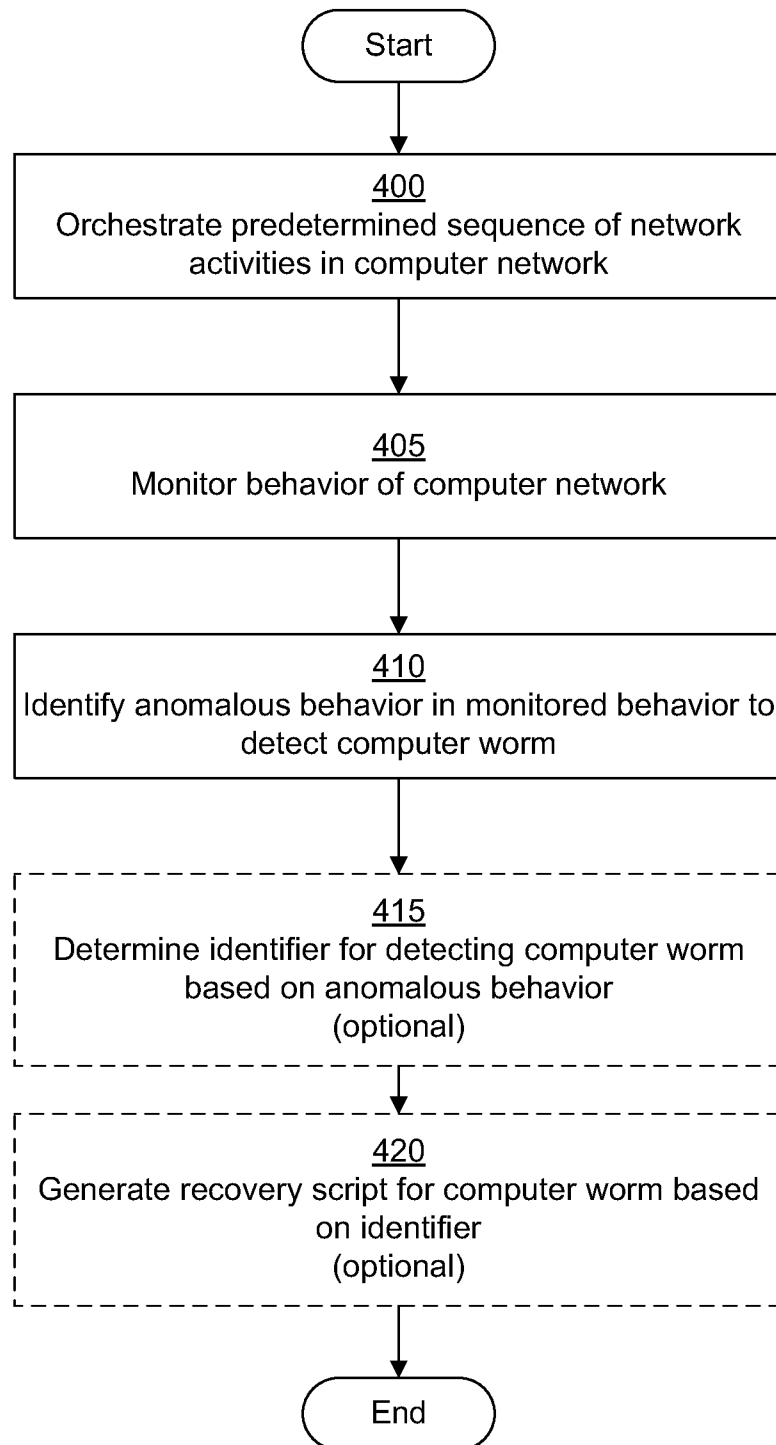 Start
400
Orchestrate predetermined sequence of network
activities in computer network
405
Monitor behavior of computer network
410
Identify anomalous behavior in monitored behavior to
detect computer worm
415
Determine identifier for detecting computer worm
based on anomalous behavior
(optional)
420
Generate recovery script for computer worm based
on identifier
(optional)
End